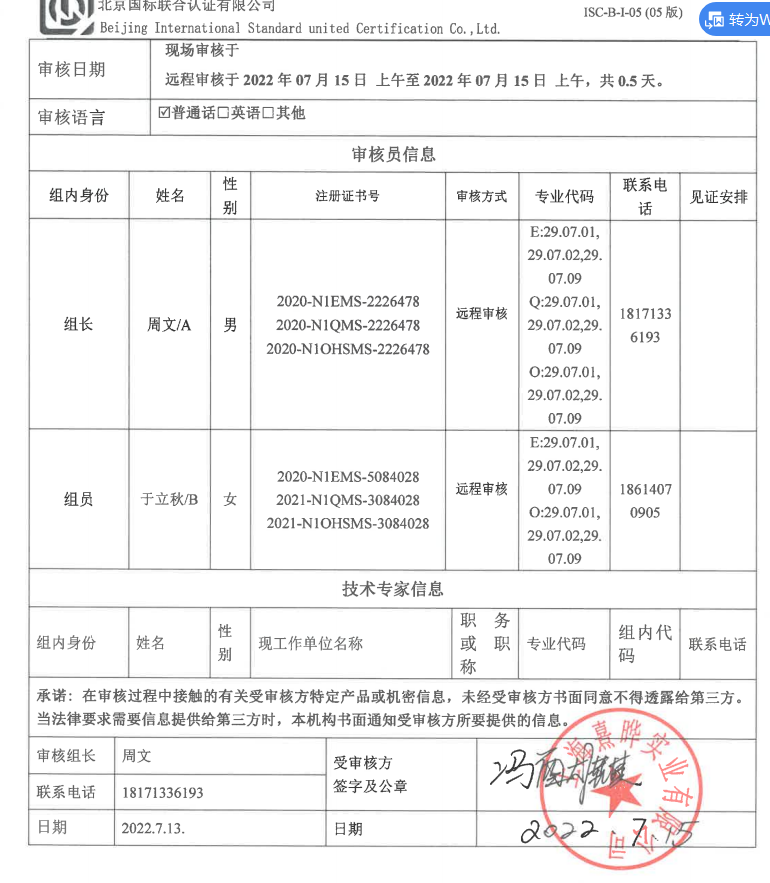 北京国标联合认证有限公司
Beijing International Standard united Certification Co.,Ltd.
ISC-B-I-05 (05 版)
转为W
审核日期
现场审核于
远程审核于 2022 年 07 月 15 日 上午至 2022 年 07 月 15 日 上午，共 0.5 天。
审核语言
☑普通话☐英语☐其他
审核员信息
组内身份 姓名 性别 注册证书号 审核方式 专业代码 联系电话 见证安排
组长
周文/A
男
2020-N1EMS-2226478
2020-N1QMS-2226478
2020-N1OHSMS-2226478
远程审核
E:29.07.01,
29.07.02,29.
07.09
Q:29.07.01,
29.07.02,29.
07.09
O:29.07.01,
29.07.02,29.
07.09
1817133
6193
组员
于立秋/B
女
2020-N1EMS-5084028
2021-N1QMS-3084028
2021-N1OHSMS-3084028
远程审核
E:29.07.01,
29.07.02,29.
07.09
O:29.07.01,
29.07.02,29.
07.09
1861407
0905
技术专家信息
组内身份 姓名 性别 现工作单位名称 职务或职称 专业代码 组内代码 联系电话
承诺：在审核过程中接触的有关受审核方特定产品或机密信息，未经受审核方书面同意不得透露给第三方。
当法律要求需要信息提供给第三方时，本机构书面通知受审核方所要提供的信息。
审核组长 周文
联系电话 18171336193
日期 2022.7.13.
受审核方
签字及公章
日期
2022.7.15
海熹晔实业有限公司